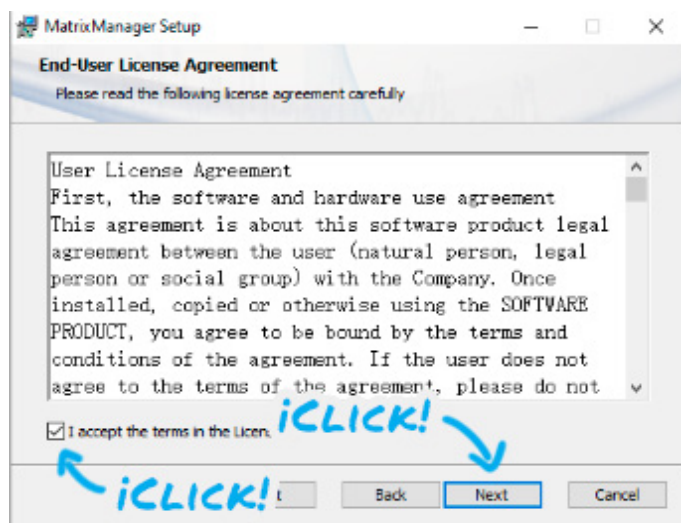 MatrixManager Setup
End-User License Agreement
Please read the following license agreement carefully
User License Agreement
First, the software and hardware use agreement
This agreement is about this software product legal
agreement between the user (natural person, legal
person or social group) with the Company. Once
installed, copied or otherwise using the SOFTWARE
PRODUCT, you agree to be bound by the terms and
conditions of the agreement. If the user does not
agree to the terms of the agreement, please do not
I accept the terms in the Licen
¡CLICK!
¡CLICK!
t Back Next Cancel